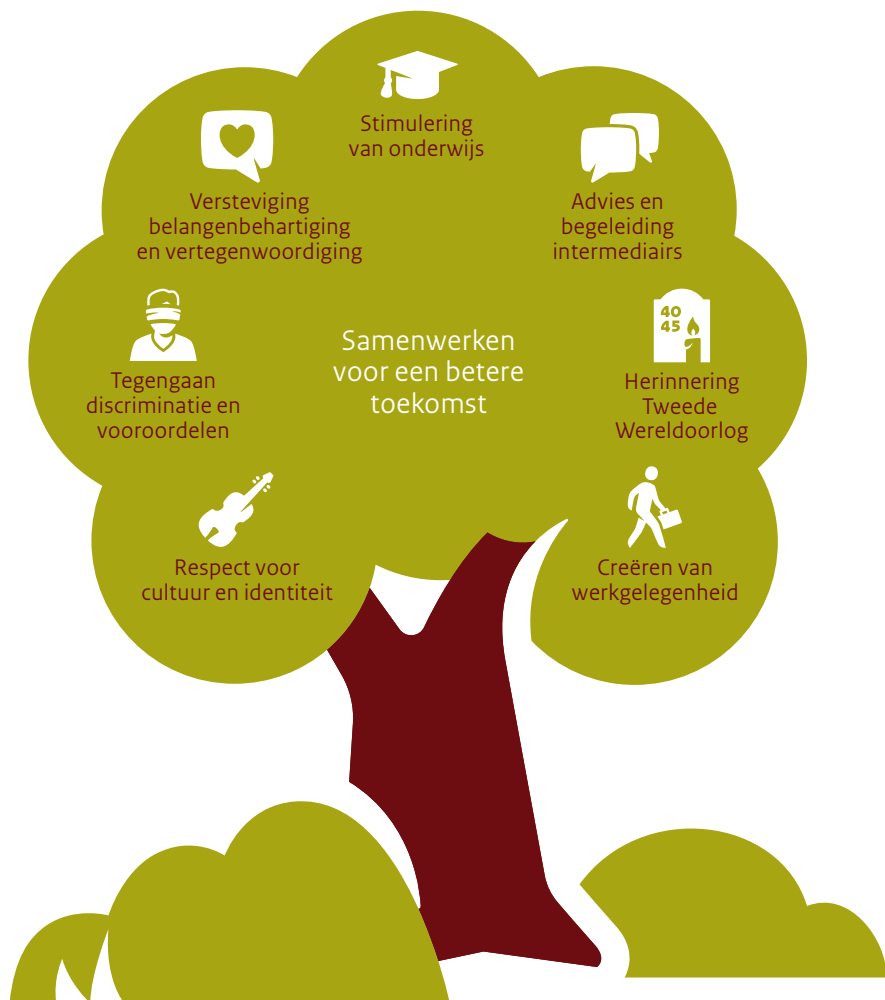 Stimulering
van onderwijs
Versteviging
belangenbehartiging
en vertegenwoordiging
Advies en
begeleiding
intermediairs
Tegengaan
discriminatie en
vooroordelen
Samenwerken
voor een betere
toekomst
40
45
Herinnering
Tweede
Wereldoorlog
Respect voor
cultuur en identiteit
Creëren van
werkgelegenheid